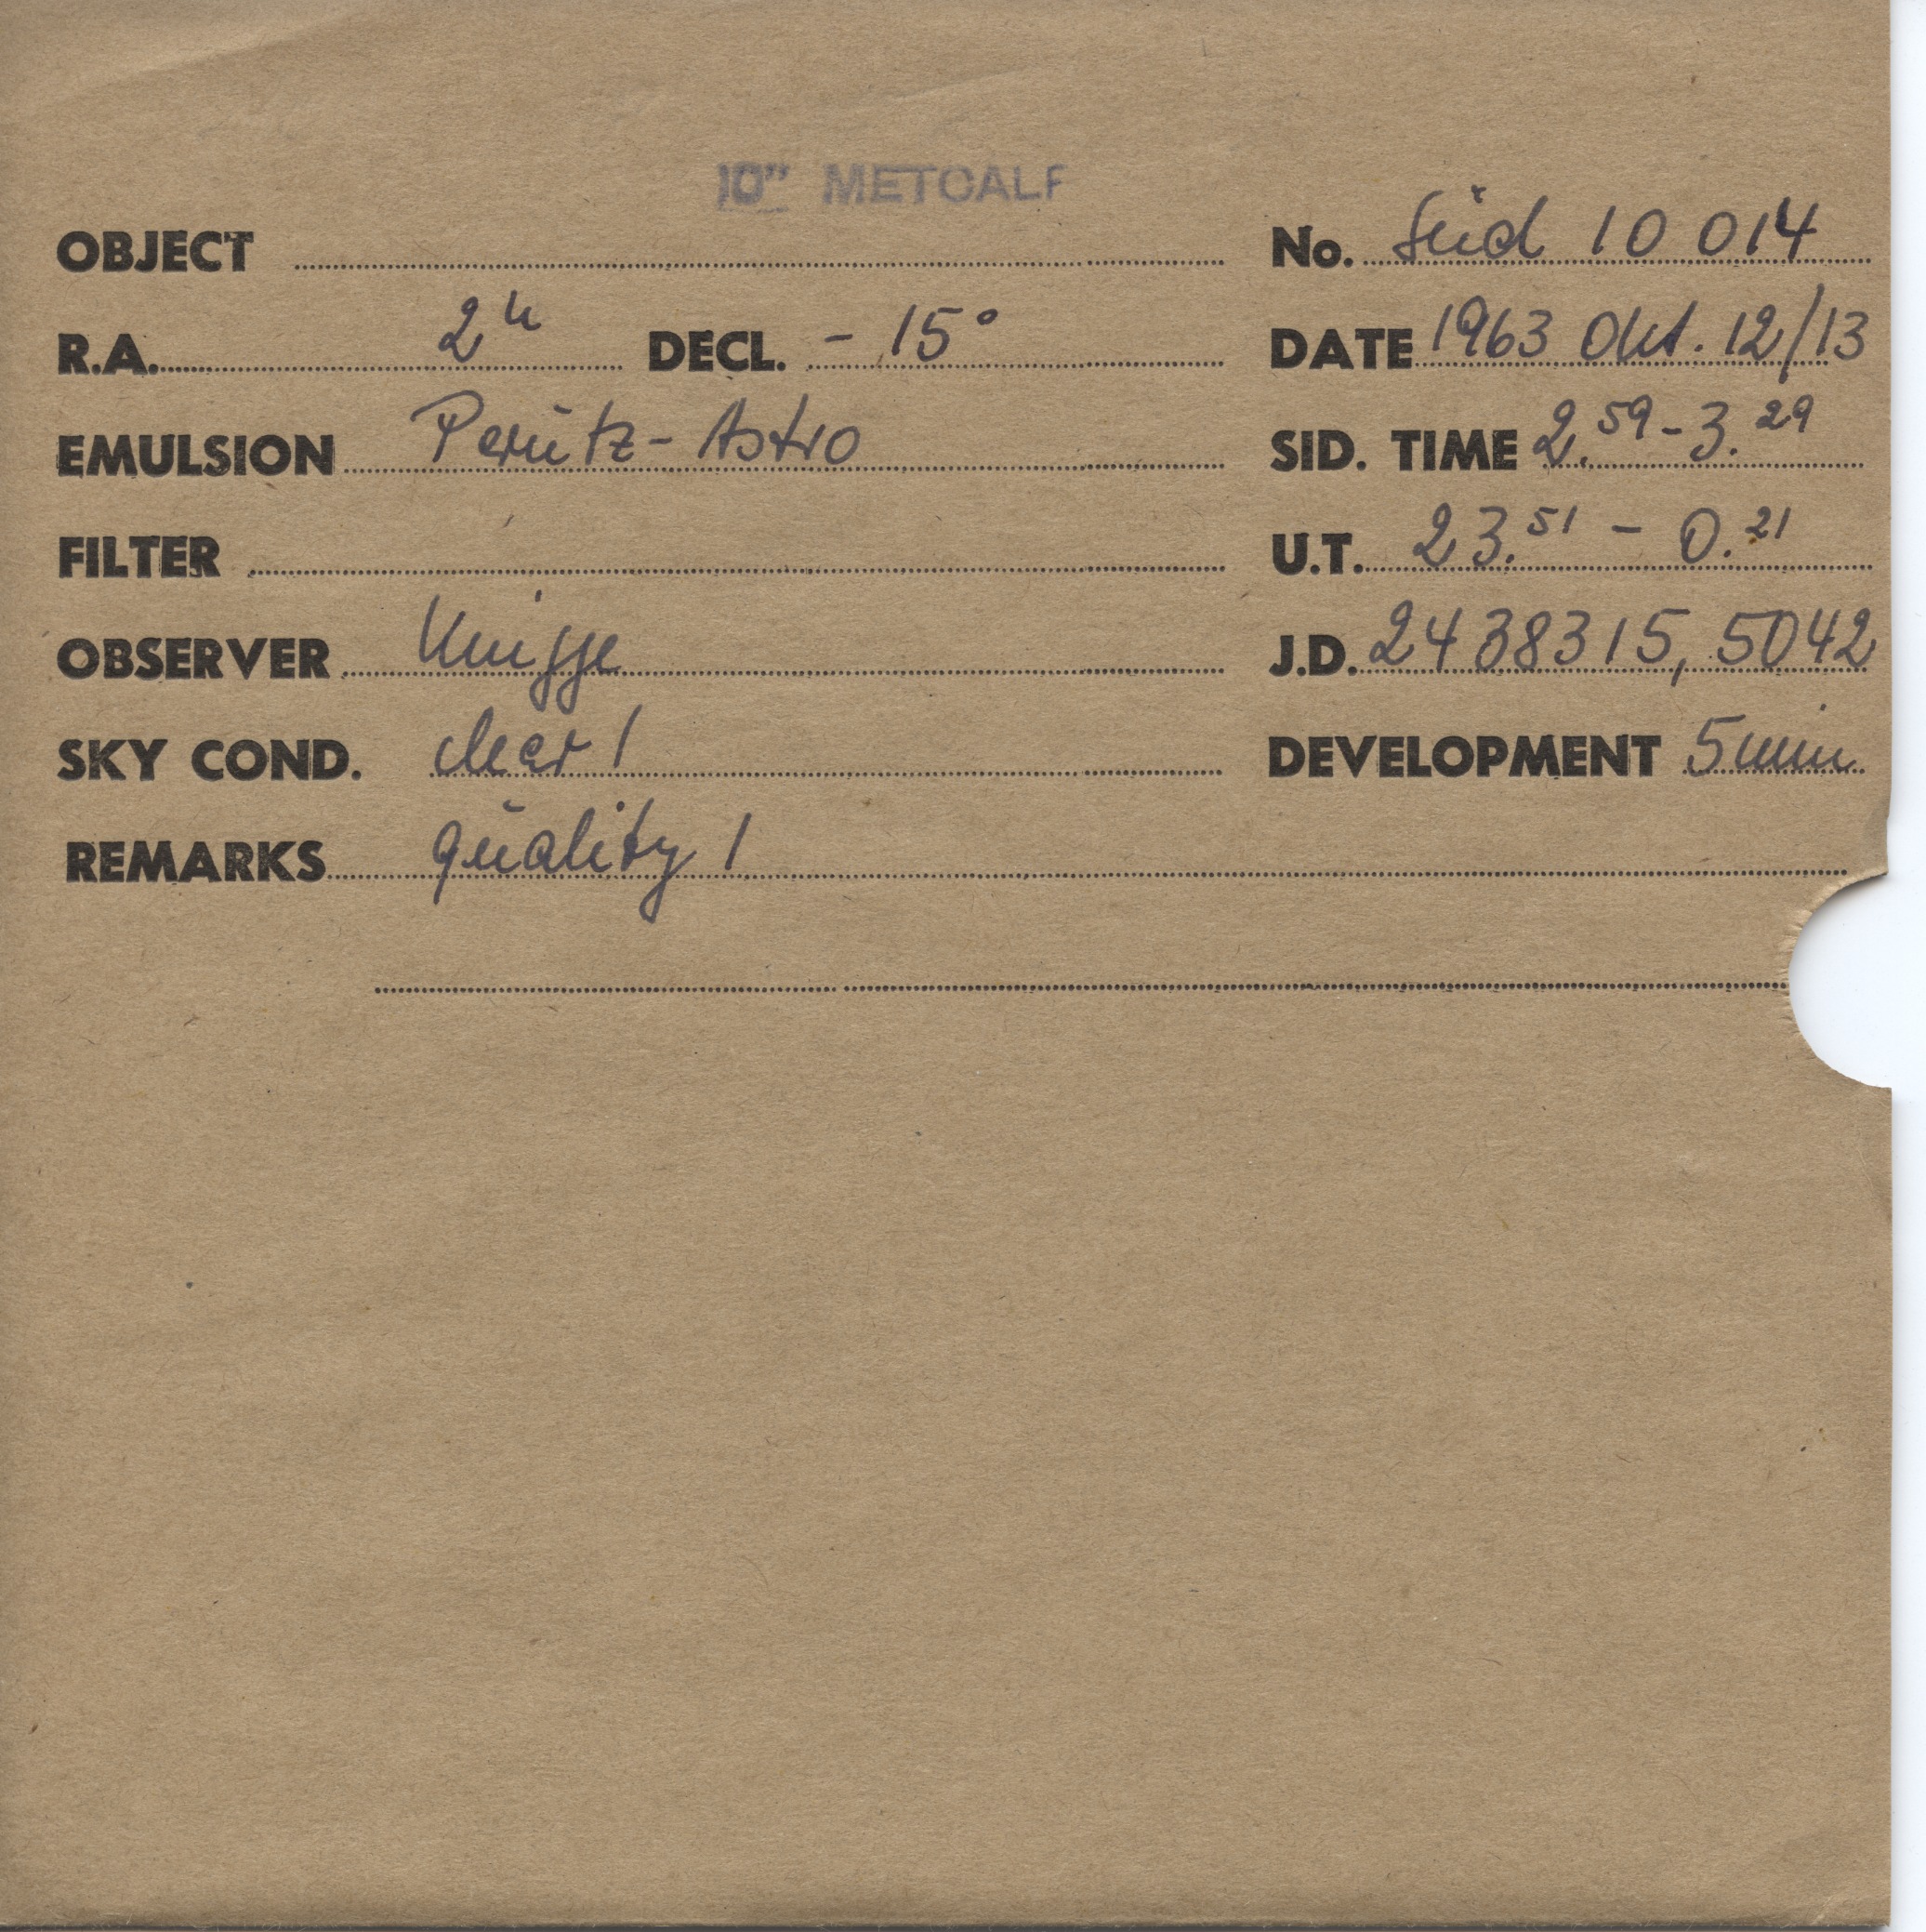 10" METCALF
OBJECT No. Süd 10 014
R.A. 2h DECL. - 15° DATE 1963 Okt. 12/13
EMULSION Perutz-Astro SID. TIME 2.59-3.29
FILTER U.T. 23.51 - 0.21
OBSERVER Knigge J.D. 2438315,5042
SKY COND. clear 1 DEVELOPMENT 5 min
REMARKS quality 1